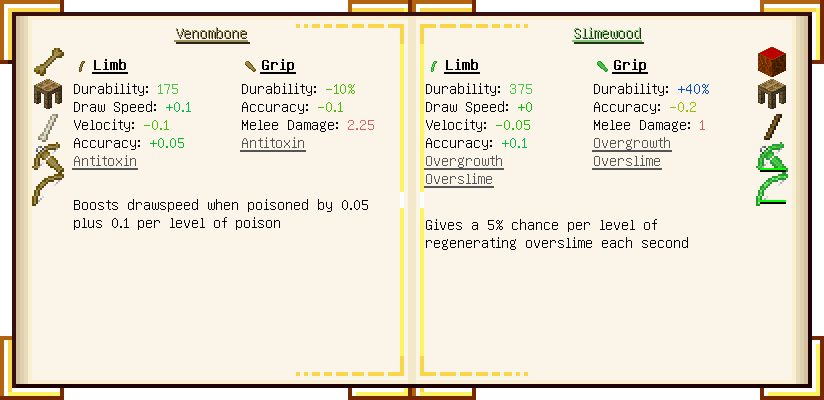 Venombone
Limb
Durability: 175
Draw Speed: +0.1
Velocity: -0.1
Accuracy: +0.05
Antitoxin
Grip
Durability: -10%
Accuracy: -0.1
Melee Damage: 2.25
Antitoxin
Boosts drawspeed when poisoned by 0.05
plus 0.1 per level of poison
Slimewood
Limb
Durability: 375
Draw Speed: +0
Velocity: -0.05
Accuracy: +0.1
Overgrowth
Overslime
Grip
Durability: +40%
Accuracy: -0.2
Melee Damage: 1
Overgrowth
Overslime
Gives a 5% chance per level of
regenerating overslime each second